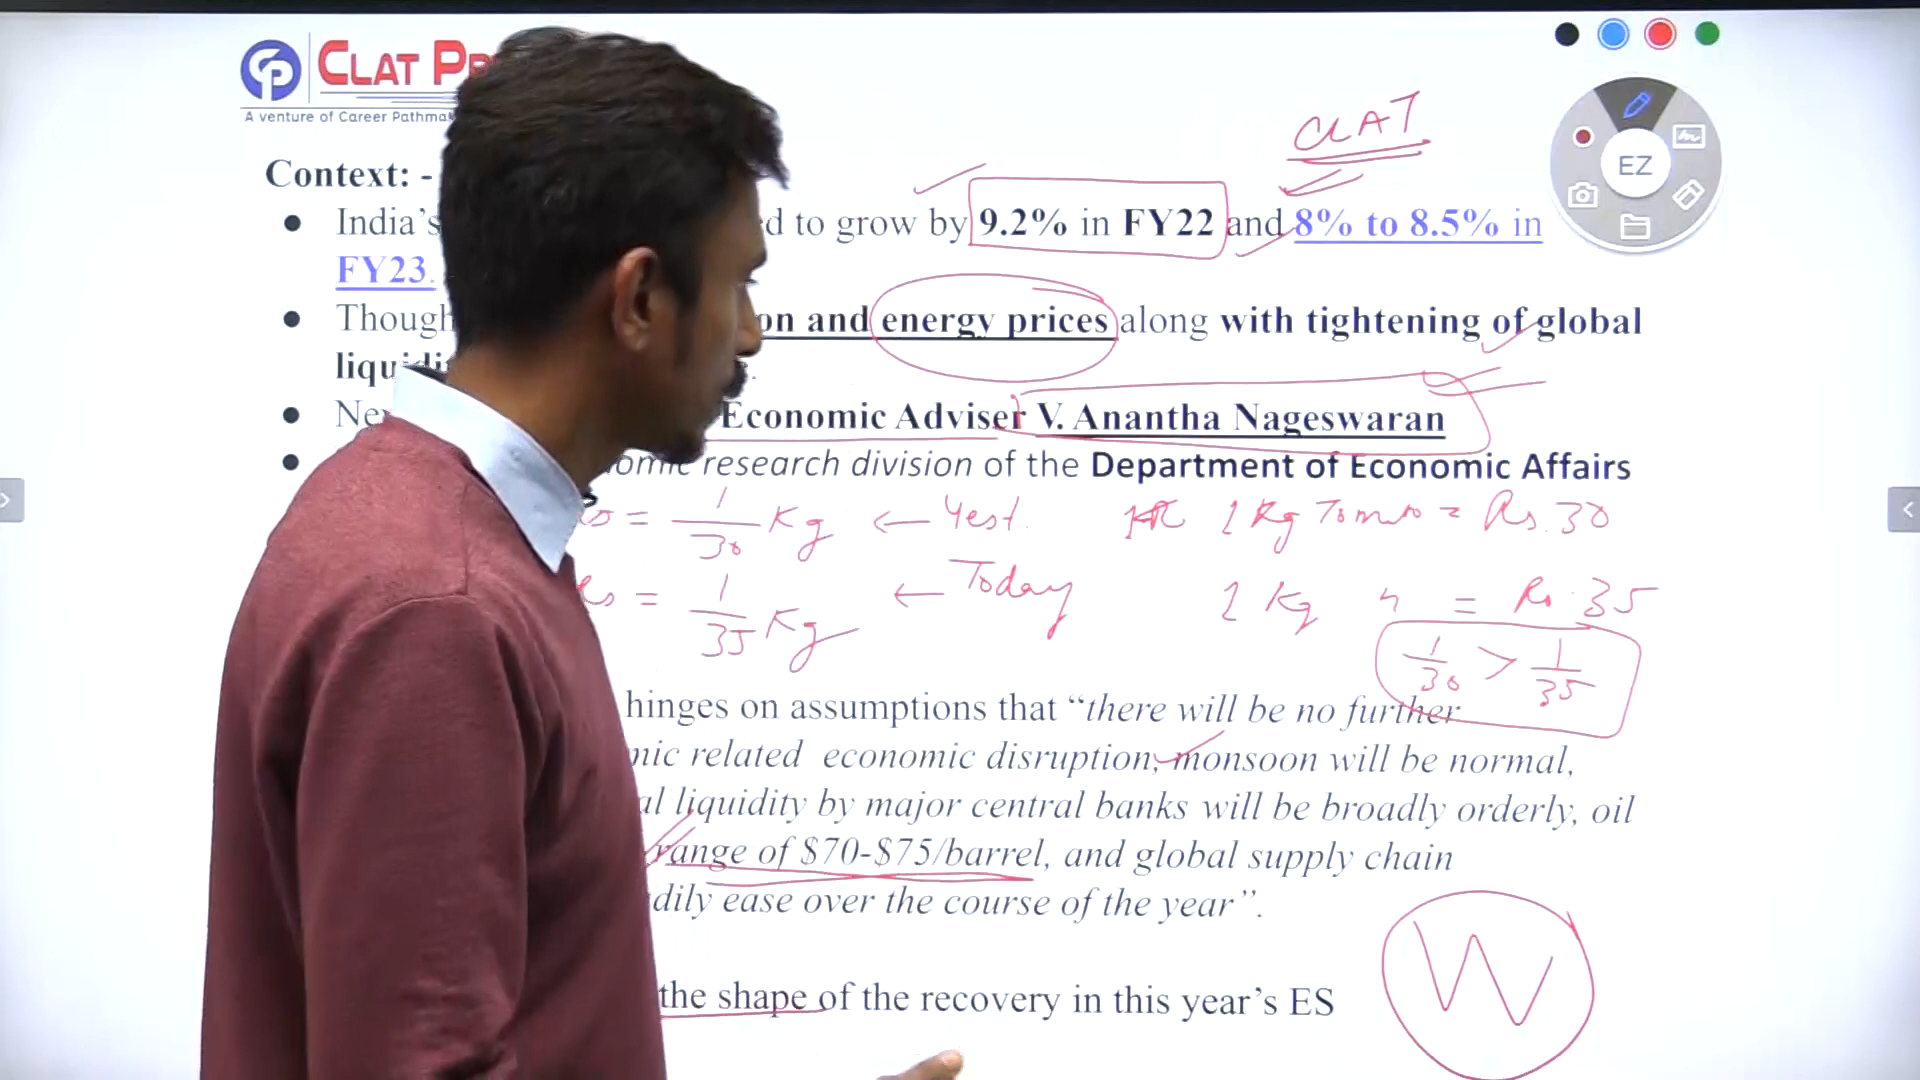 CLAT
A venture of Career Pathma
CLAT
Context: -
● India's d to grow by 9.2% in FY22 and 8% to 8.5% in
FY23.
● Though on and energy prices along with tightening of global
liqu
● Economic Adviser V. Anantha Nageswaran
● research division of the Department of Economic Affairs
= 1/30 Kg ← Yest. 1 Kg = Rs. 30
= 1/35 Kg ← Today 1 Kg " = Rs. 35
1/30 > 1/35
hinges on assumptions that “there will be no further
mic related economic disruption, monsoon will be normal,
al liquidity by major central banks will be broadly orderly, oil
range of $70-$75/barrel, and global supply chain
dily ease over the course of the year”.
the shape of the recovery in this year’s ES
W
EZ